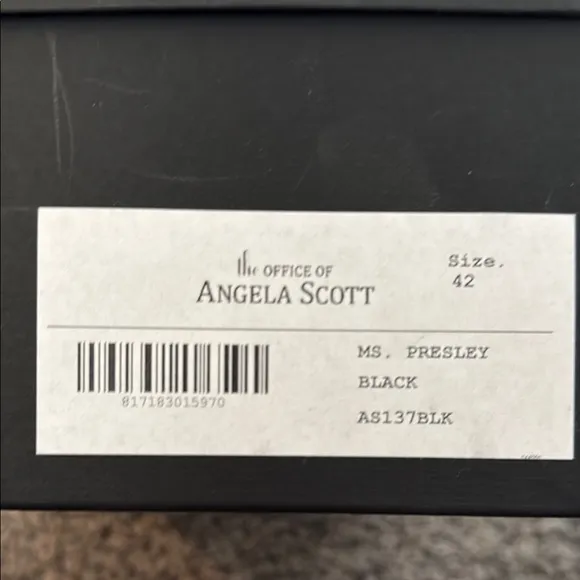 the OFFICE OF
ANGELA SCOTT
Size.
42
817183015970
MS. PRESLEY
BLACK
AS137BLK